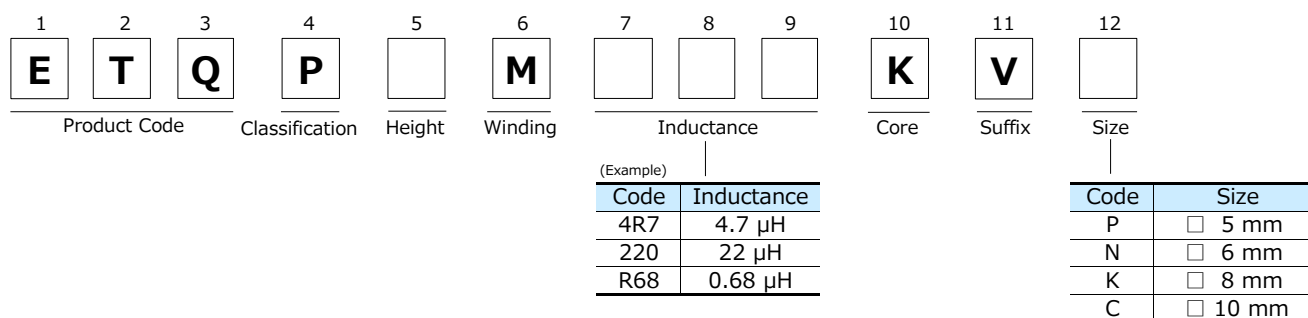 1 2 3 4 5 6 7 8 9 10 11 12
E T Q P M K V
Product Code Classification Height Winding Inductance Core Suffix Size
(Example)
Code Inductance
4R7 4.7 µH
220 22 µH
R68 0.68 µH
Code Size
P □ 5 mm
N □ 6 mm
K □ 8 mm
C □ 10 mm